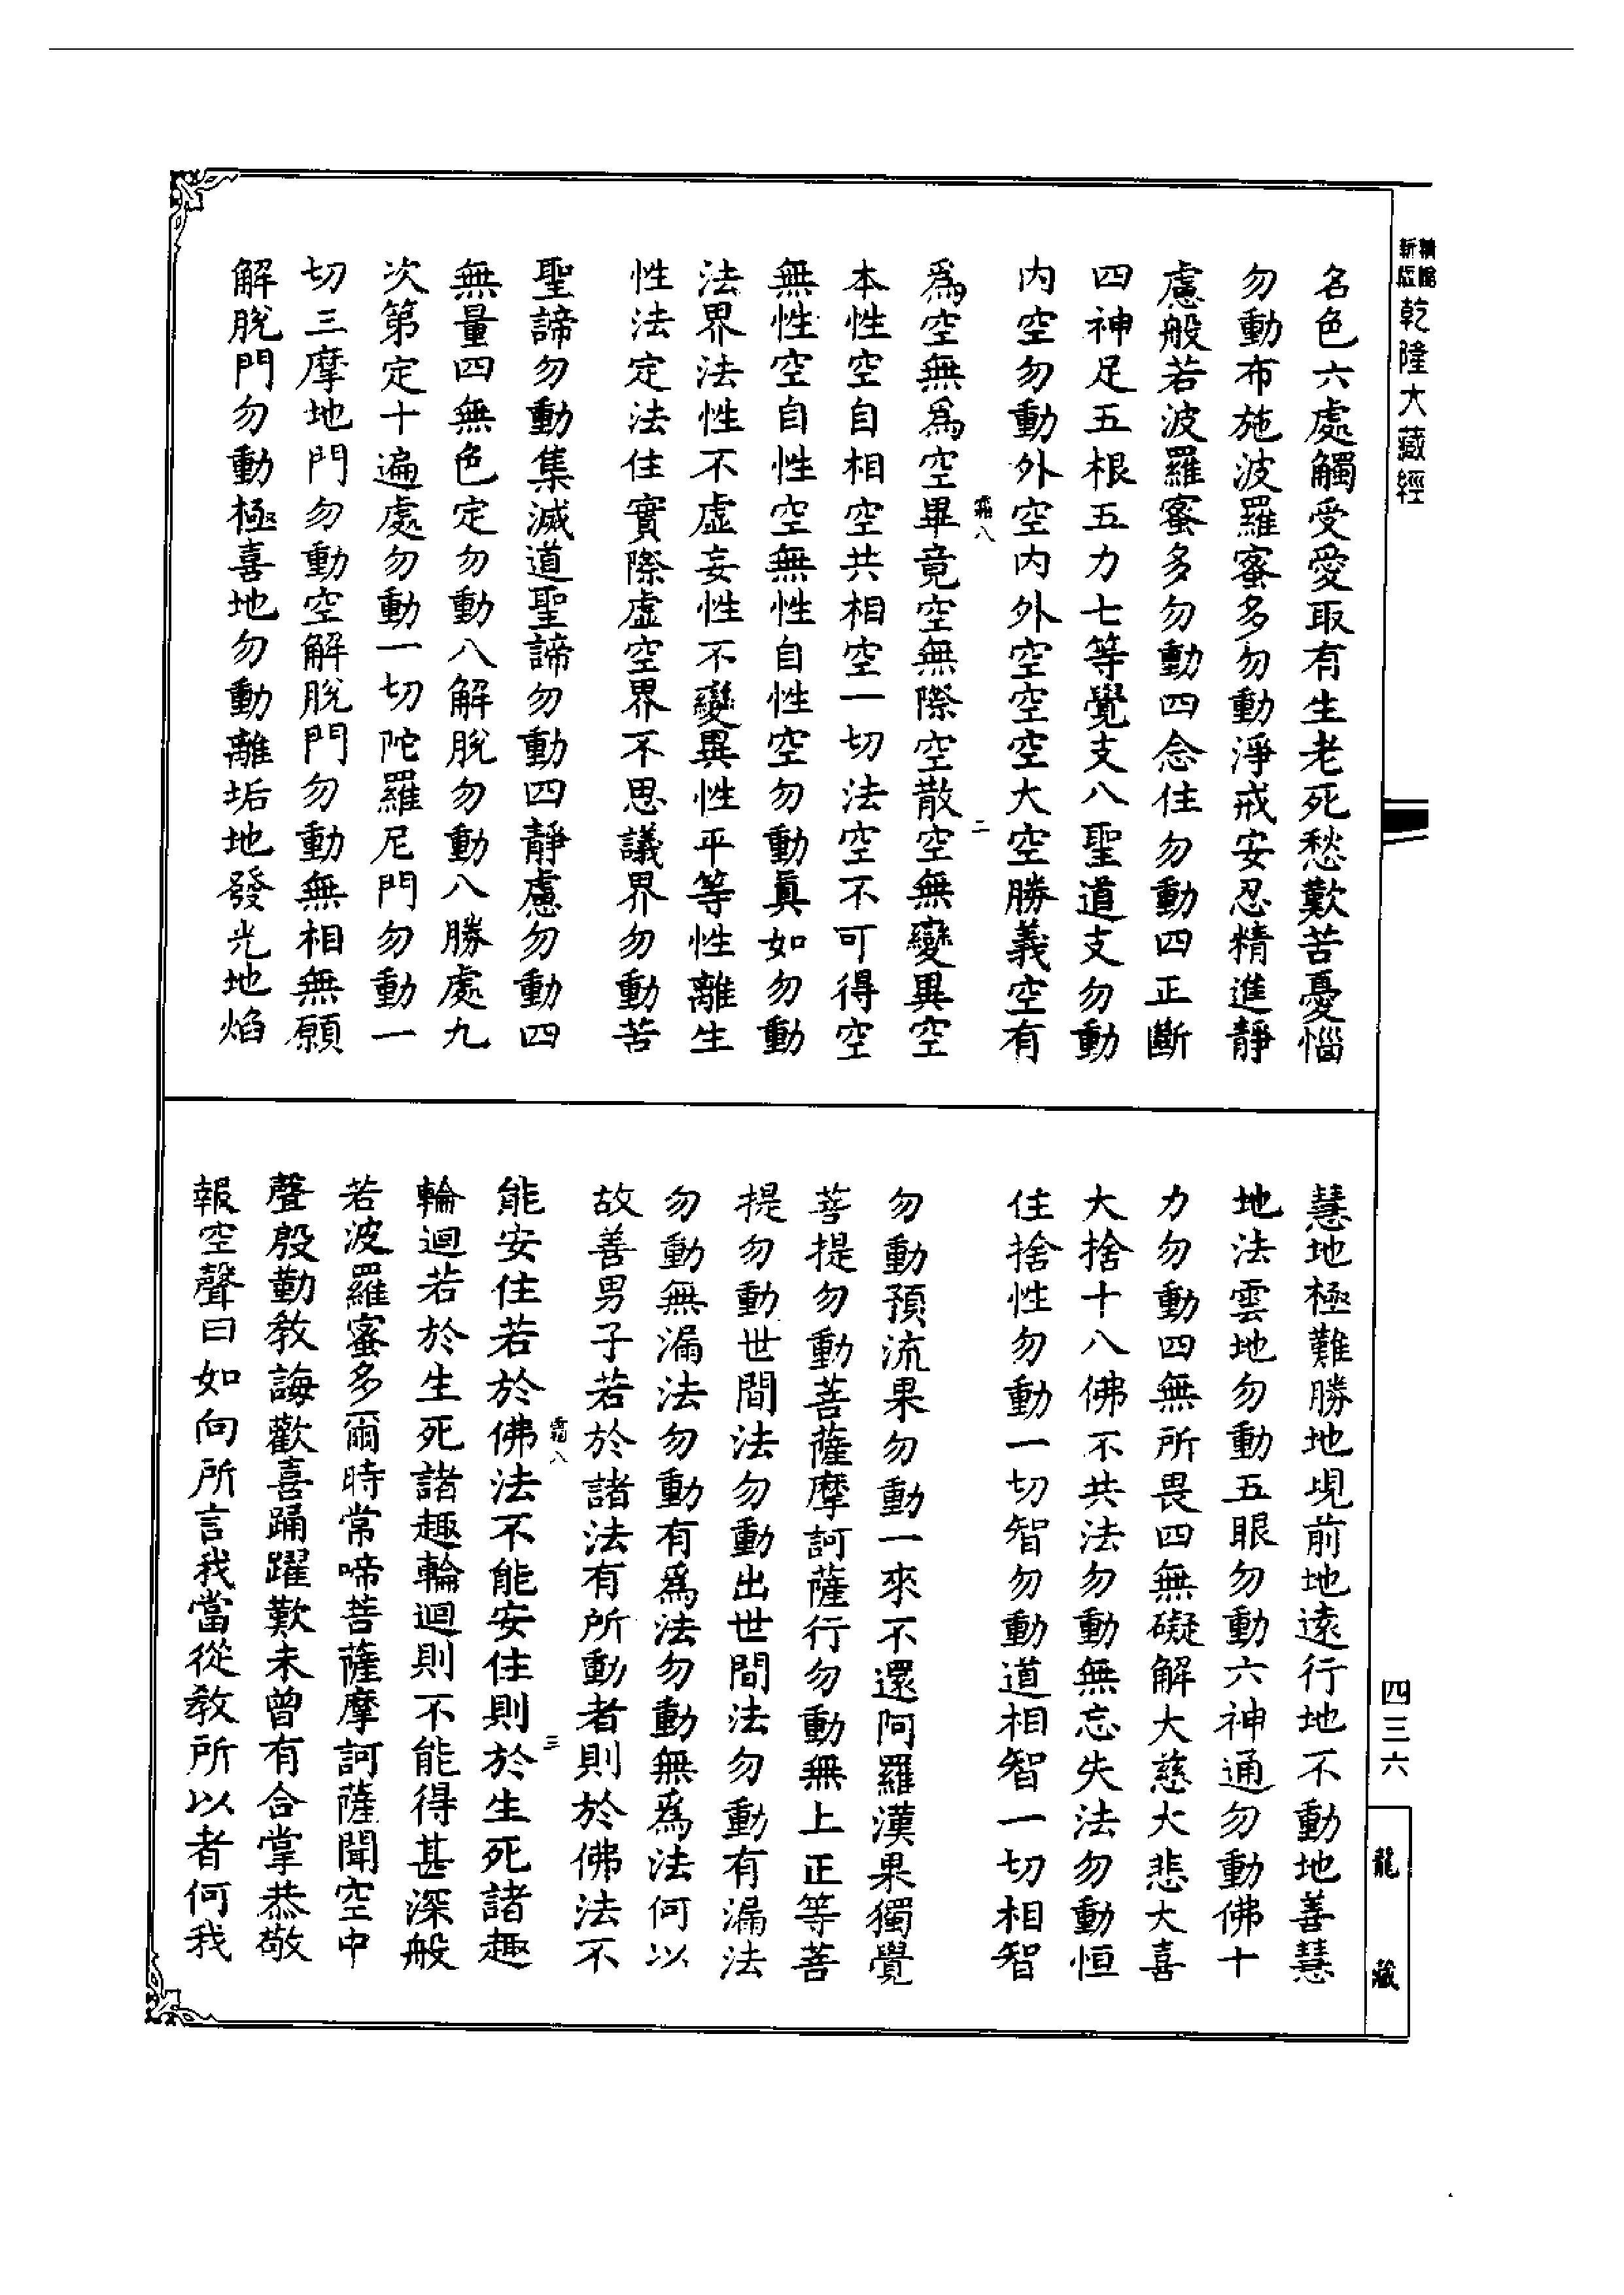 精縮
新版
乾隆大藏經
名色六處觸受愛取有生老死愁歎苦憂惱
勿動布施波羅蜜多勿動淨戒安忍精進靜
慮般若波羅蜜多勿動四念住勿動四正斷
四神足五根五力七等覺支八聖道支勿動
内空勿動外空内外空空空大空勝義空有
霜八
二
爲空無爲空畢竟空無際空散空無變異空
本性空自相空共相空一切法空不可得空
無性空自性空無性自性空勿動真如勿動
法界法性不虛妄性不變異性平等性離生
性法定法住實際虛空界不思議界勿動苦
聖諦勿動集滅道聖諦勿動四靜慮勿動四
無量四無色定勿動八解脫勿動八勝處九
次第定十遍處勿動一切陀羅尼門勿動一
切三摩地門勿動空解脫門勿動無相無願
解脫門勿動極喜地勿動離垢地發光地焰
慧地極難勝地現前地遠行地不動地善慧
地法雲地勿動五眼勿動六神通勿動佛十
力勿動四無所畏四無礙解大慈大悲大喜
大捨十八佛不共法勿動無忘失法勿動恒
住捨性勿動一切智勿動道相智一切相智
勿動預流果勿動一來不還阿羅漢果獨覺
菩提勿動菩薩摩訶薩行勿動無上正等菩
提勿動世間法勿動出世間法勿動有漏法
勿動無漏法勿動有爲法勿動無爲法何以
故善男子若於諸法有所動者則於佛法不
霜八
三
能安住若於佛法不能安住則於生死諸趣
輪迴若於生死諸趣輪迴則不能得甚深般
若波羅蜜多爾時常啼菩薩摩訶薩聞空中
聲殷勤教誨歡喜踊躍歎未曾有合掌恭敬
報空聲曰如向所言我當從教所以者何我
四三六
龍藏